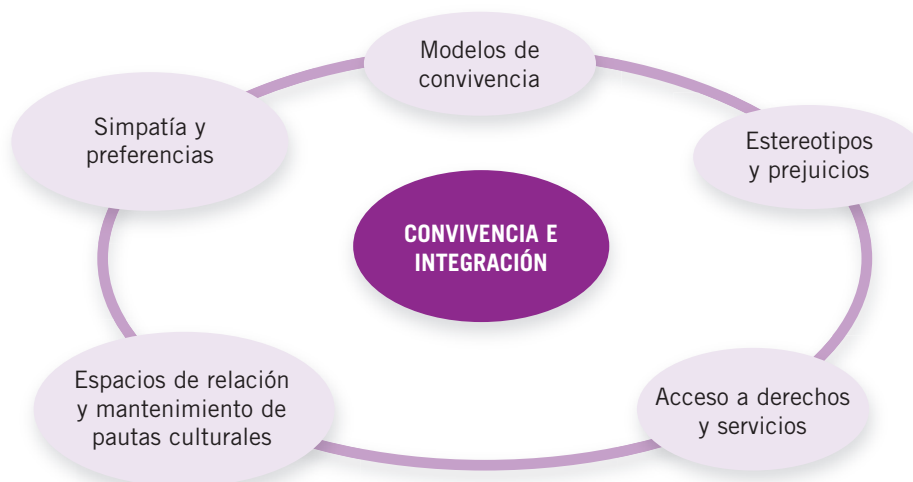 Modelos de
convivencia
Simpatía y
preferencias
Estereotipos
y prejuicios
CONVIVENCIA E
INTEGRACIÓN
Espacios de relación
y mantenimiento de
pautas culturales
Acceso a derechos
y servicios